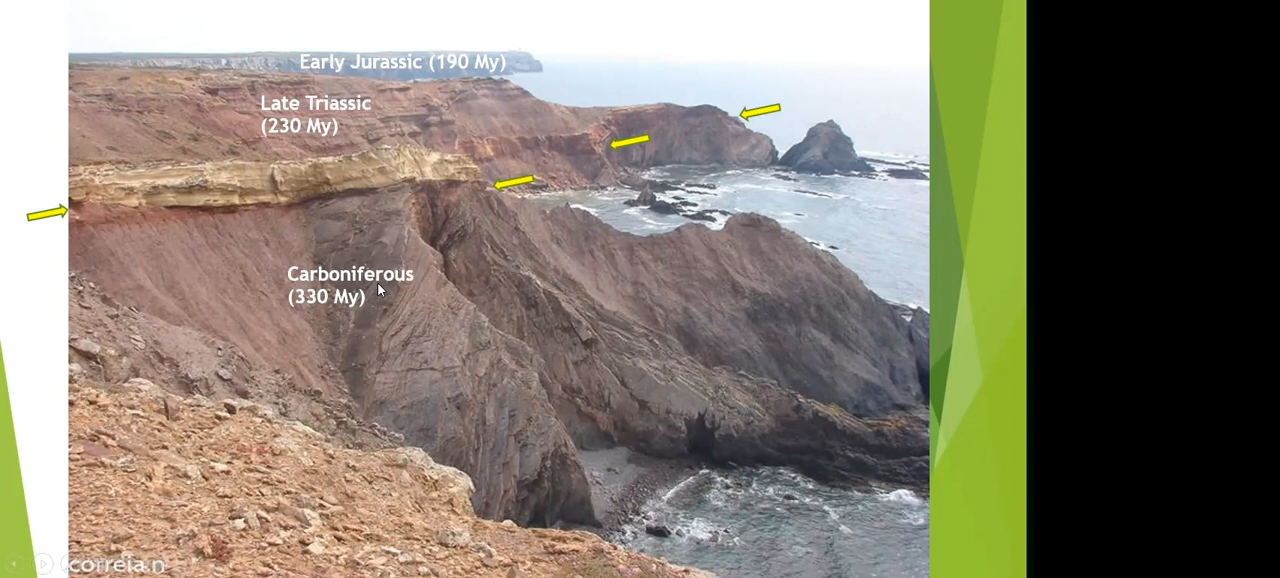 Early Jurassic (190 My)
Late Triassic
(230 My)
Carboniferous
(330 My)
correia.n